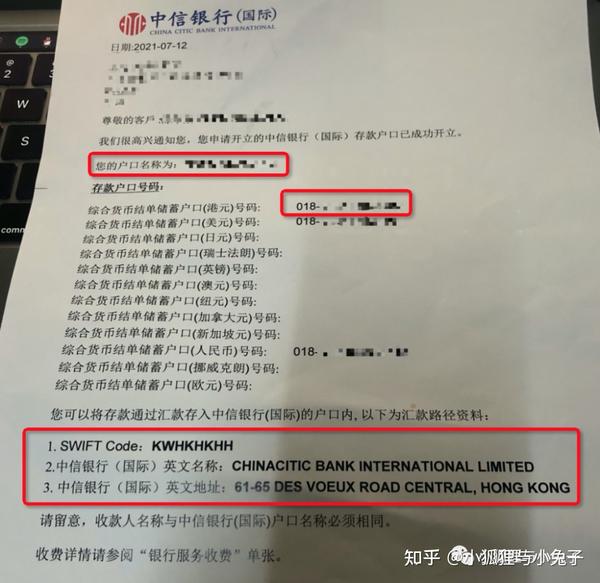 中信银行(国际)
CHINA CITIC BANK INTERNATIONAL
日期:2021-07-12
尊敬的客戶:
我们很高兴通知您，您申请开立的中信银行（国际）存款户口已成功开立。
您的户口名称为:
存款户口号码:
综合货币结单储蓄户口(港元)号码: 018-
综合货币结单储蓄户口(美元)号码: 018-
综合货币结单储蓄户口(日元)号码:
综合货币结单储蓄户口(瑞士法朗)号码:
综合货币结单储蓄户口(英镑)号码:
综合货币结单储蓄户口(澳元)号码:
综合货币结单储蓄户口(纽元)号码:
综合货币结单储蓄户口(加拿大元)号码:
综合货币结单储蓄户口(新加坡元)号码:
综合货币结单储蓄户口(人民币)号码: 018-
综合货币结单储蓄户口(挪威克朗)号码:
综合货币结单储蓄户口(欧元)号码:
您可以将存款通过汇款存入中信银行(国际)的户口内, 以下为汇款路径资料:
1. SWIFT Code: KWHKHKHH
2.中信银行（国际）英文名称: CHINACITIC BANK INTERNATIONAL LIMITED
3. 中信银行（国际）英文地址: 61-65 DES VOEUX ROAD CENTRAL, HONG KONG
请留意，收款人名称与中信银行(国际)户口名称必须相同。
收费详情请参阅“银行服务收费”单张。
知乎 @小狐狸与小兔子
2
W
S
X
comm